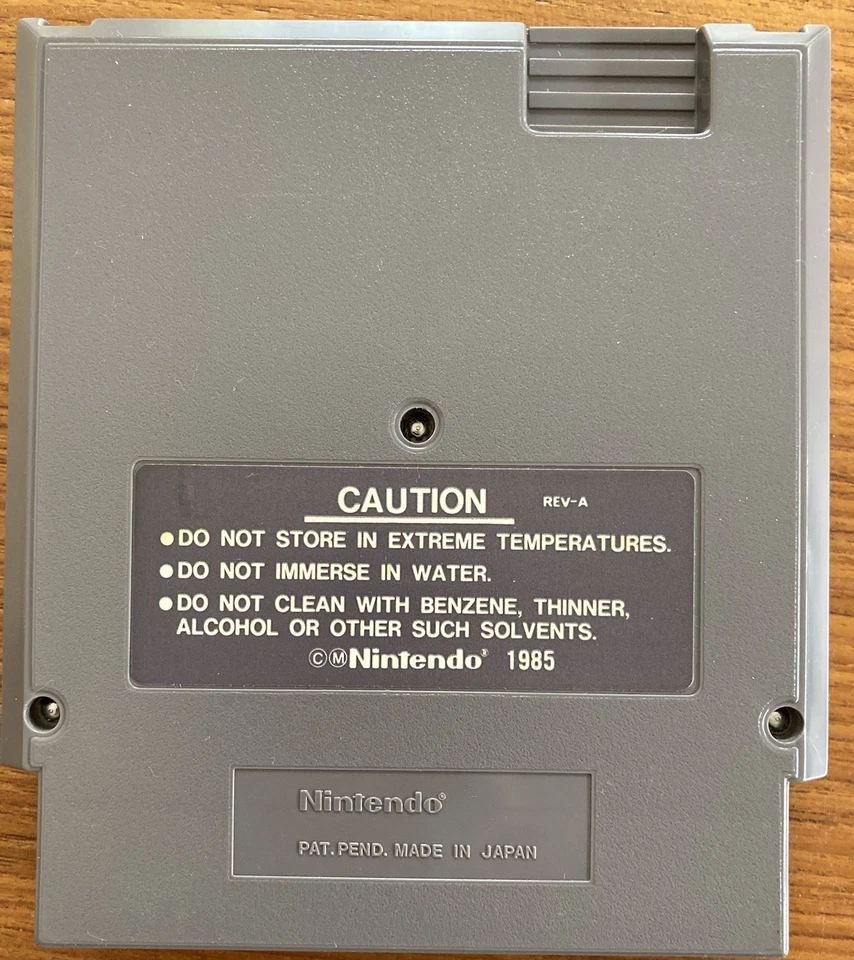 CAUTION REV-A
●DO NOT STORE IN EXTREME TEMPERATURES.
●DO NOT IMMERSE IN WATER.
●DO NOT CLEAN WITH BENZENE, THINNER,
ALCOHOL OR OTHER SUCH SOLVENTS.
©ⓂNintendo® 1985
Nintendo®
PAT. PEND. MADE IN JAPAN